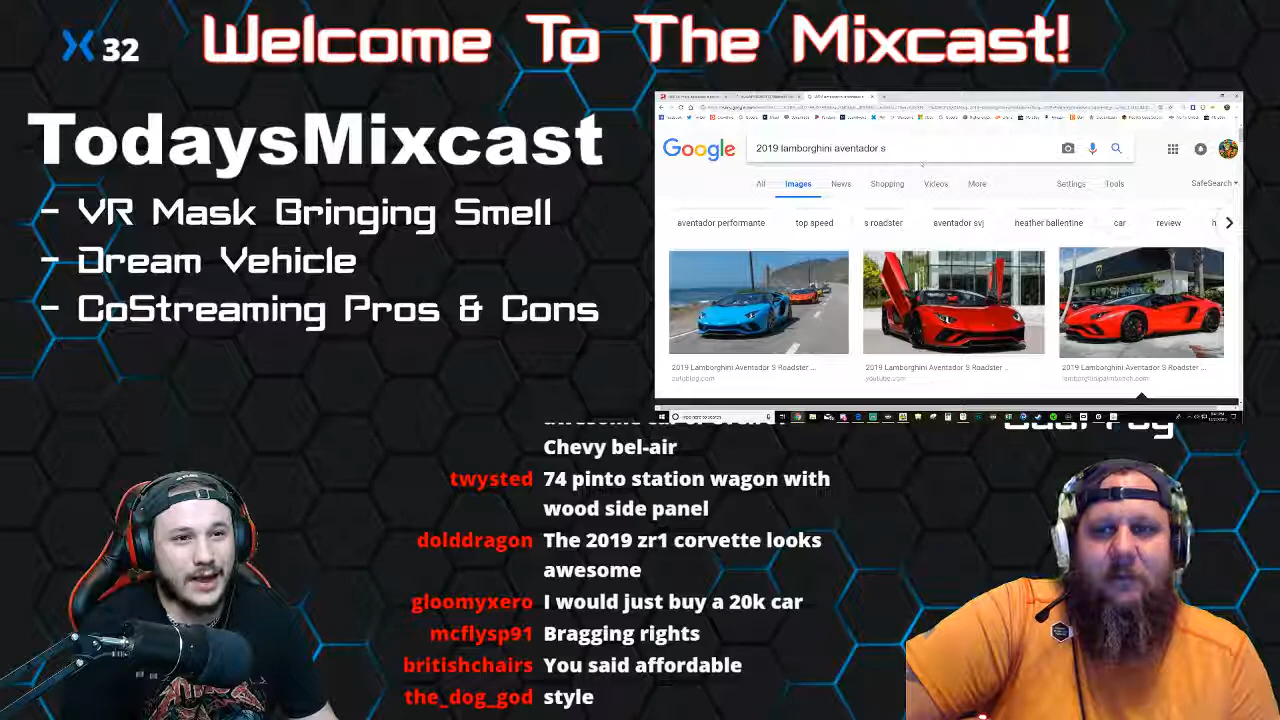 32
Welcome To The Mixcast!
TodaysMixcast
- VR Mask Bringing Smell
- Dream Vehicle
- CoStreaming Pros & Cons
Google
2019 lamborghini aventador s
All Images News Shopping Videos More Settings Tools SafeSearch
aventador performante top speed s roadster aventador svj heather ballentine car review h
2019 Lamborghini Aventador S Roadster ...
autoblog.com
2019 Lamborghini Aventador S Roadster ...
youtube.com
2019 Lamborghini Aventador S Roadster ...
lamborghinipalmbeach.com
Chevy bel-air
twysted 74 pinto station wagon with
wood side panel
dolddragon The 2019 zr1 corvette looks
awesome
gloomyxero I would just buy a 20k car
mcflysp91 Bragging rights
britishchairs You said affordable
the_dog_god style